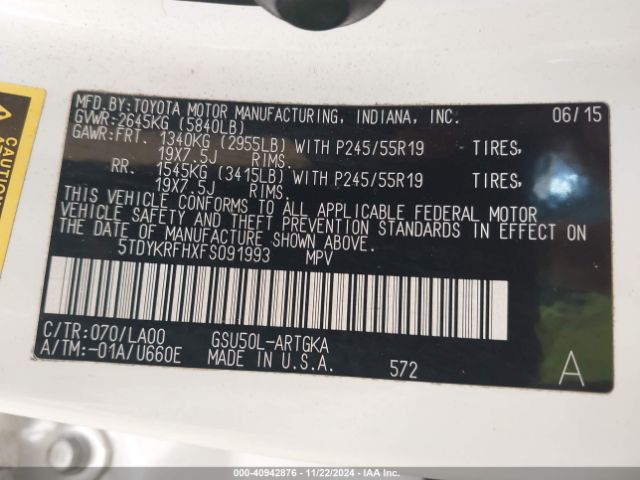 MFD.BY:TOYOTA MOTOR MANUFACTURING, INDIANA, INC. 06/15
GVWR:2645KG (5840LB)
GAWR:FRT. 1340KG (2955LB) WITH P245/55R19 TIRES,
19X7.5J RIMS.
RR. 1545KG (3415LB) WITH P245/55R19 TIRES,
19X7.5J RIMS.
THIS VEHICLE CONFORMS TO ALL APPLICABLE FEDERAL MOTOR
VEHICLE SAFETY AND THEFT PREVENTION STANDARDS IN EFFECT ON
THE DATE OF MANUFACTURE SHOWN ABOVE.
5TDYKRFHXFS091993 MPV
C/TR:070/LA00 GSU50L-ARTGKA
A/TM:-01A/U660E MADE IN U.S.A. 572 A
CAUTION
000-40942876 - 11/22/2024 - IAA Inc.